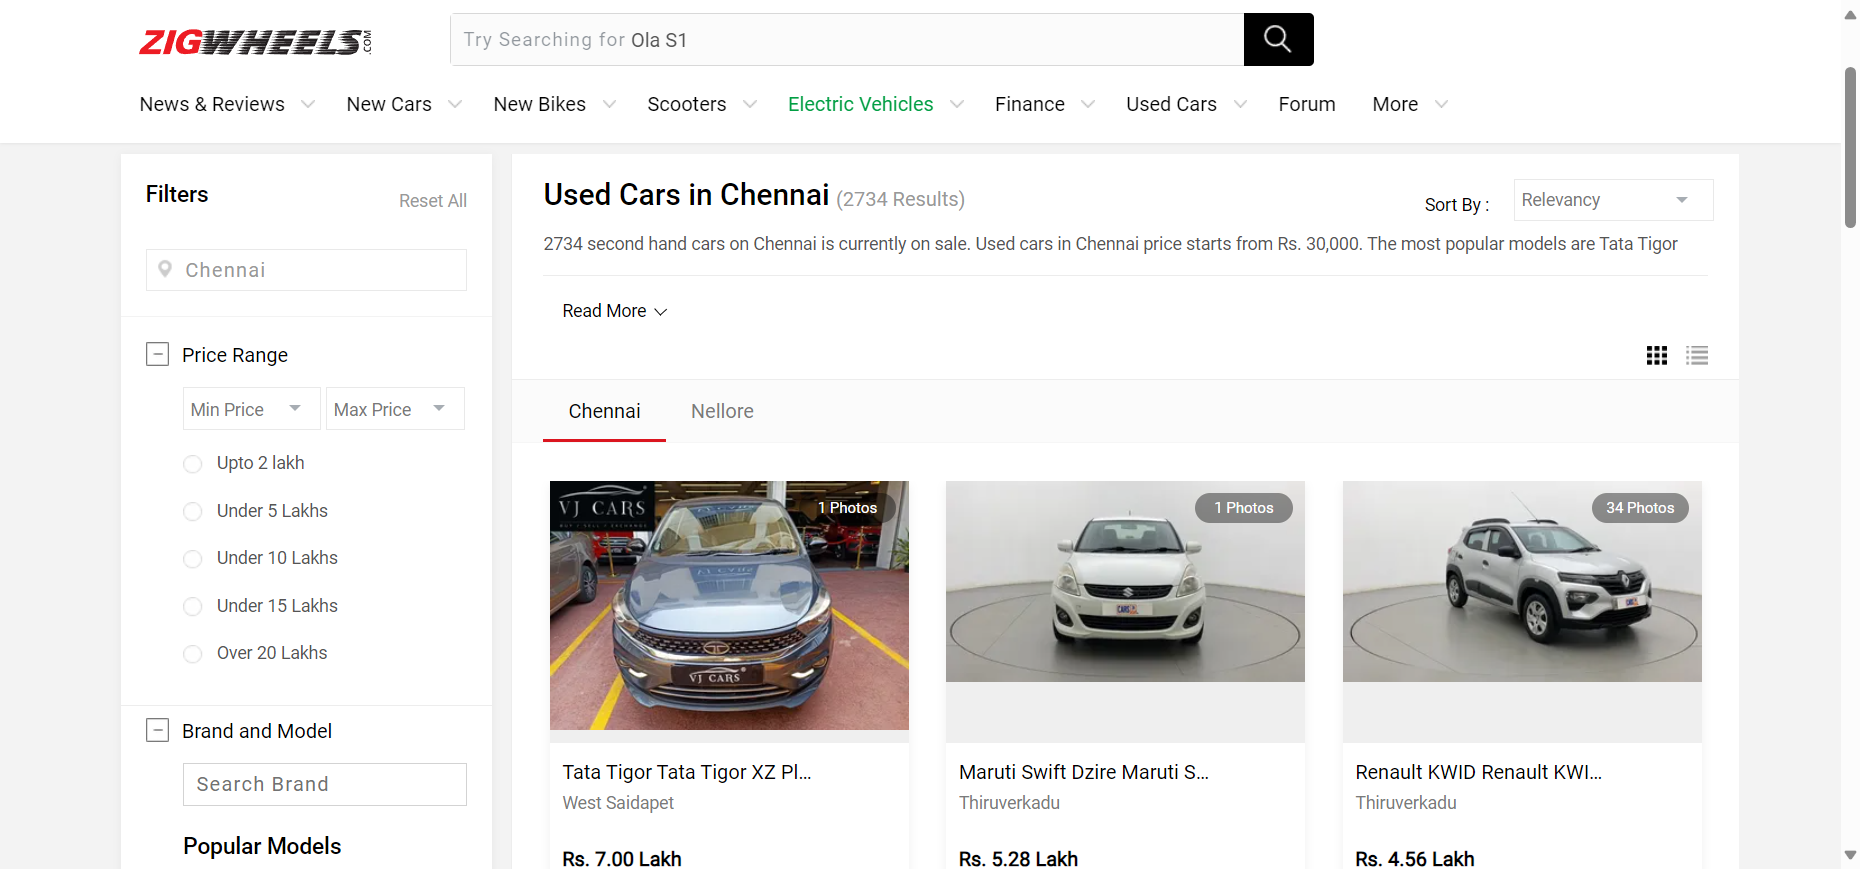 ZIGWHEELS.COM
Try Searching for Ola S1
News & Reviews
New Cars
New Bikes
Scooters
Electric Vehicles
Finance
Used Cars
Forum
More
Filters
Reset All
Chennai
Price Range
Min Price
Max Price
Upto 2 lakh
Under 5 Lakhs
Under 10 Lakhs
Under 15 Lakhs
Over 20 Lakhs
Brand and Model
Search Brand
Popular Models
Used Cars in Chennai (2734 Results)
Sort By :
Relevancy
2734 second hand cars on Chennai is currently on sale. Used cars in Chennai price starts from Rs. 30,000. The most popular models are Tata Tigor
Read More
Chennai
Nellore
VJ CARS
BUY / SELL / EXCHANGE
1 Photos
VJ CARS
Tata Tigor Tata Tigor XZ Pl...
West Saidapet
Rs. 7.00 Lakh
1 Photos
Maruti Swift Dzire Maruti S...
Thiruverkadu
Rs. 5.28 Lakh
34 Photos
Renault KWID Renault KWI...
Thiruverkadu
Rs. 4.56 Lakh